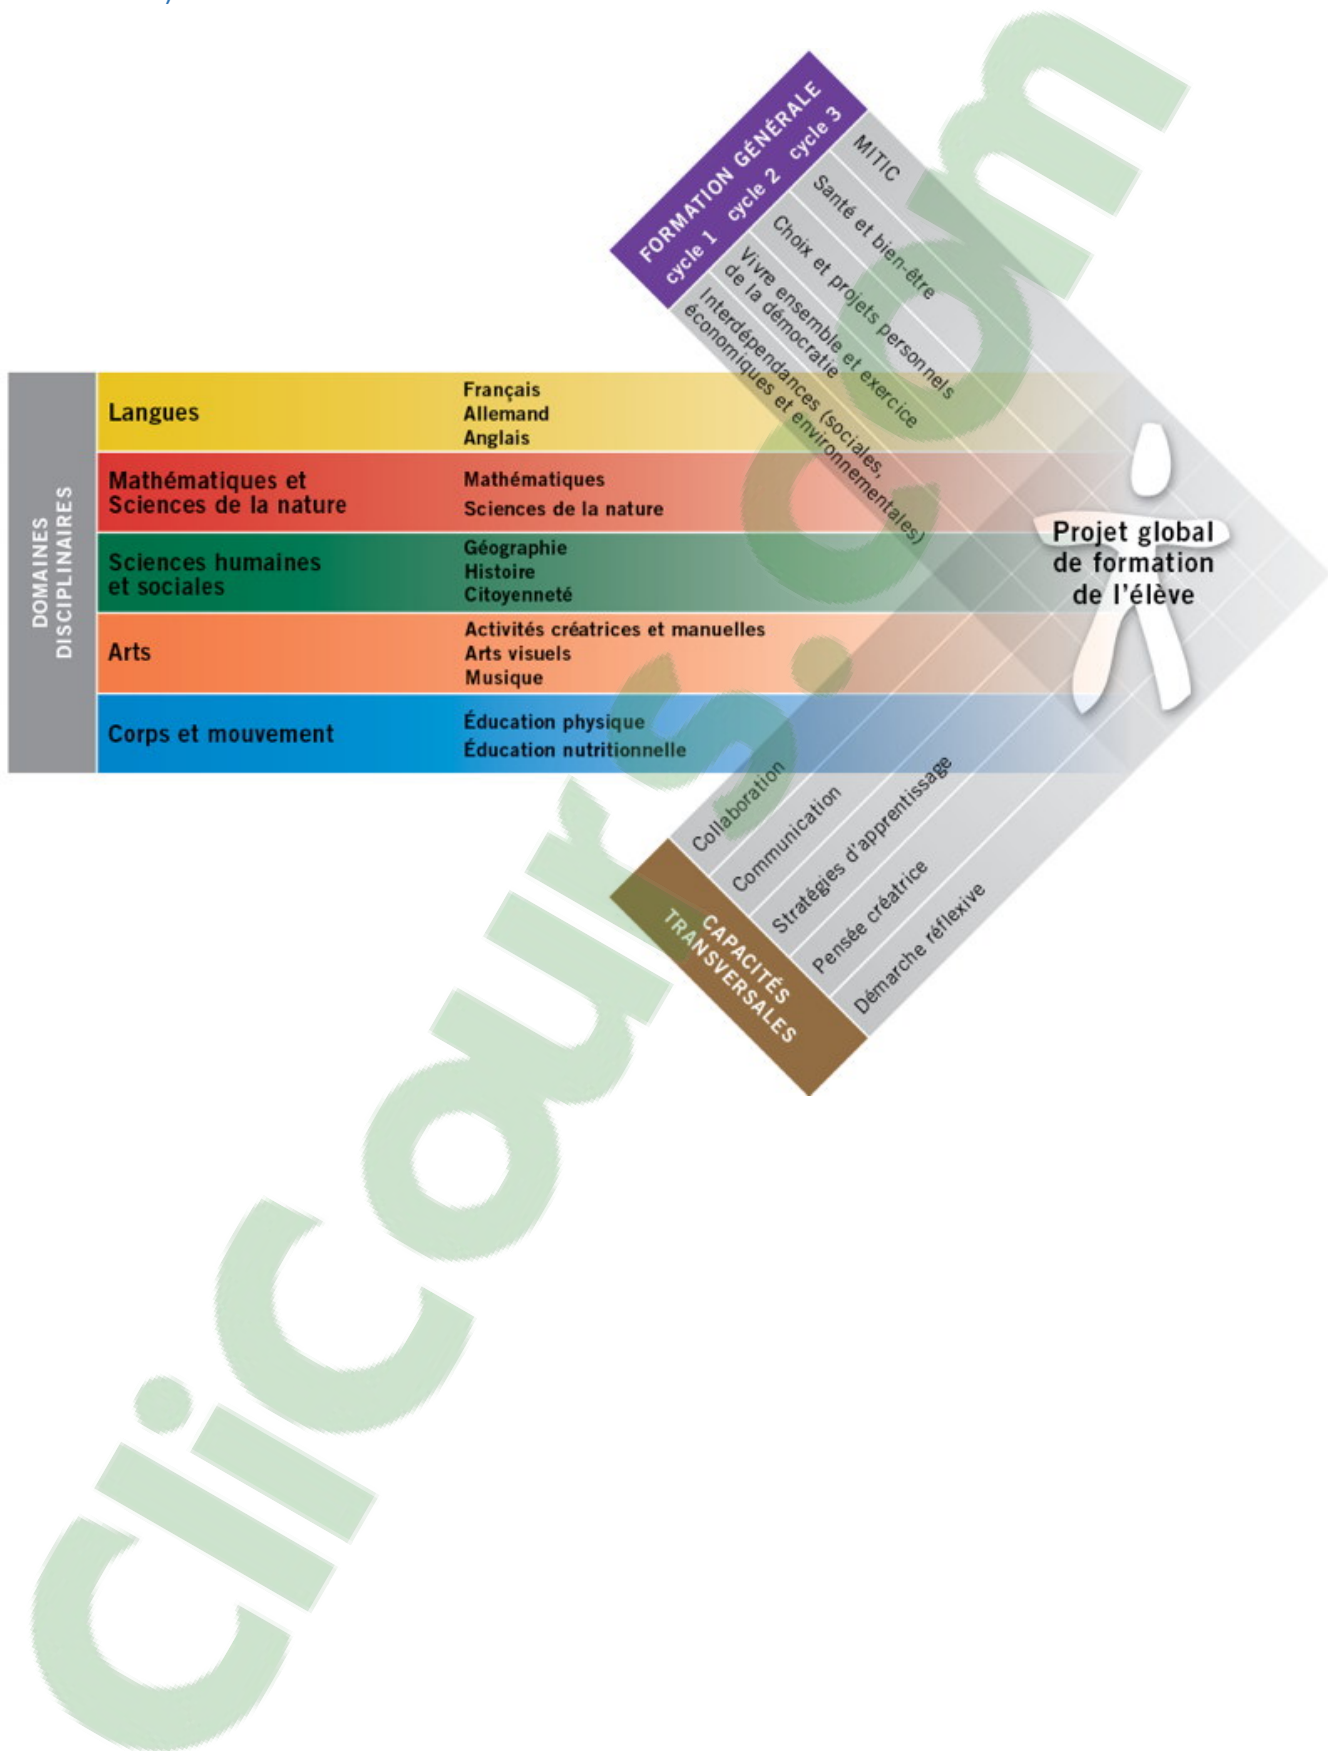 FORMATION GÉNÉRALE
cycle 1 cycle 2 cycle 3
MITIC
Santé et bien-être
Choix et projets personnels
Vivre ensemble et exercice
de la démocratie
Interdépendances (sociales,
économiques et environnementales)
DOMAINES
DISCIPLINAIRES
Langues
Français
Allemand
Anglais
Mathématiques et
Sciences de la nature
Mathématiques
Sciences de la nature
Sciences humaines
et sociales
Géographie
Histoire
Citoyenneté
Arts
Activités créatrices et manuelles
Arts visuels
Musique
Corps et mouvement
Éducation physique
Éducation nutritionnelle
Projet global
de formation
de l'élève
Collaboration
Communication
Stratégies d'apprentissage
Pensée créatrice
Démarche réflexive
CAPACITÉS
TRANSVERSALES
CliCours.com